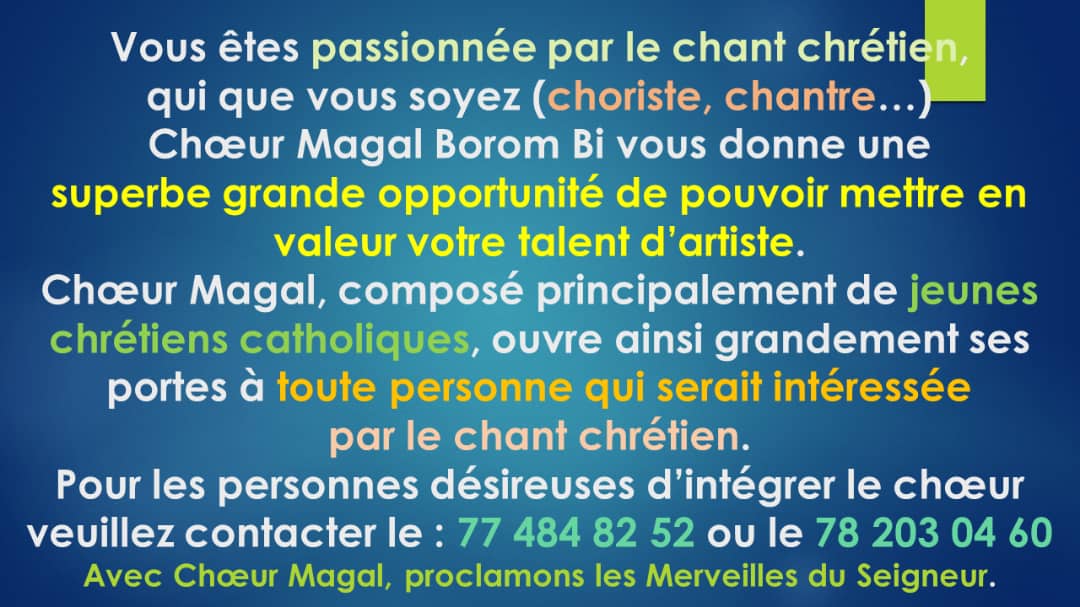 Vous êtes passionnée par le chant chrétien,
qui que vous soyez (choriste, chantre…)
Chœur Magal Borom Bi vous donne une
superbe grande opportunité de pouvoir mettre en
valeur votre talent d’artiste.
Chœur Magal, composé principalement de jeunes
chrétiens catholiques, ouvre ainsi grandement ses
portes à toute personne qui serait intéressée
par le chant chrétien.
Pour les personnes désireuses d’intégrer le chœur
veuillez contacter le : 77 484 82 52 ou le 78 203 04 60
Avec Chœur Magal, proclamons les Merveilles du Seigneur.